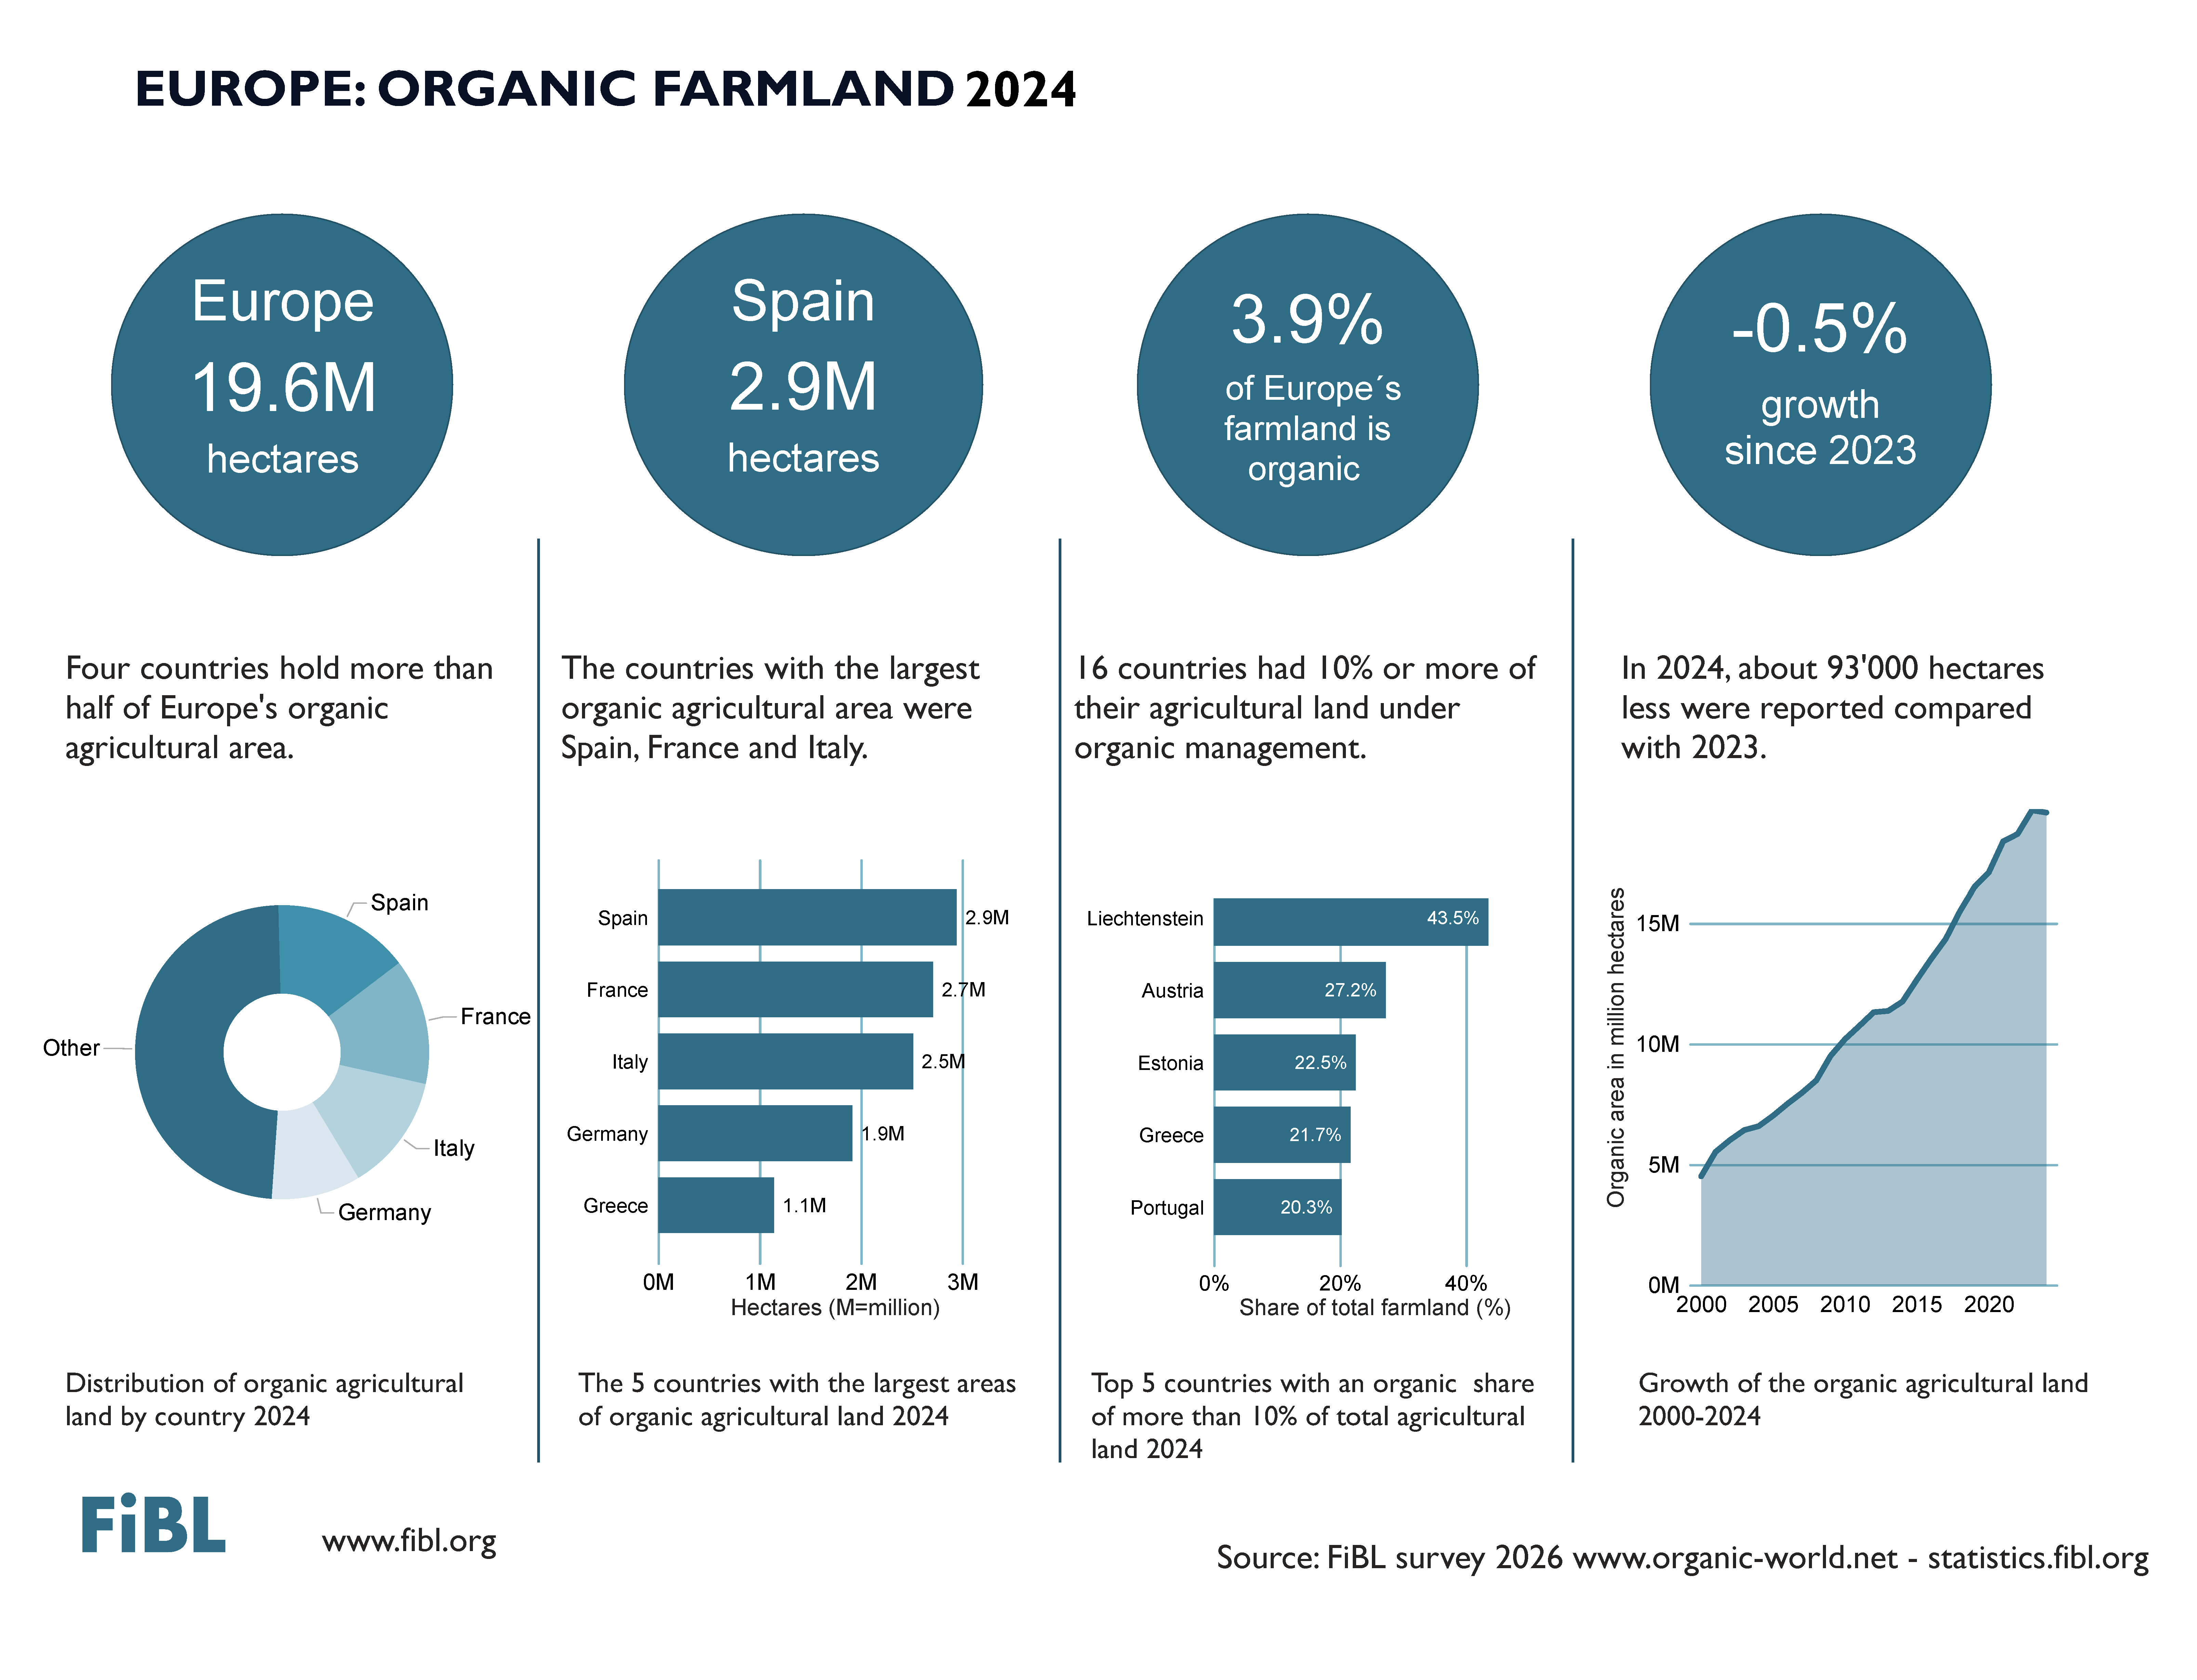 EUROPE: ORGANIC FARMLAND 2024
Europe
19.6M
hectares
Spain
2.9M
hectares
3.9%
of Europe´s
farmland is
organic
-0.5%
growth
since 2023
Four countries hold more than
half of Europe's organic
agricultural area.
The countries with the largest
organic agricultural area were
Spain, France and Italy.
16 countries had 10% or more of
their agricultural land under
organic management.
In 2024, about 93'000 hectares
less were reported compared
with 2023.
Spain
France
Italy
Germany
Other
Spain 2.9M
France 2.7M
Italy 2.5M
Germany 1.9M
Greece 1.1M
0M 1M 2M 3M
Hectares (M=million)
Liechtenstein 43.5%
Austria 27.2%
Estonia 22.5%
Greece 21.7%
Portugal 20.3%
0% 20% 40%
Share of total farmland (%)
Organic area in million hectares
15M
10M
5M
0M
2000 2005 2010 2015 2020
Distribution of organic agricultural
land by country 2024
The 5 countries with the largest areas
of organic agricultural land 2024
Top 5 countries with an organic share
of more than 10% of total agricultural
land 2024
Growth of the organic agricultural land
2000-2024
FiBL
www.fibl.org
Source: FiBL survey 2026 www.organic-world.net - statistics.fibl.org